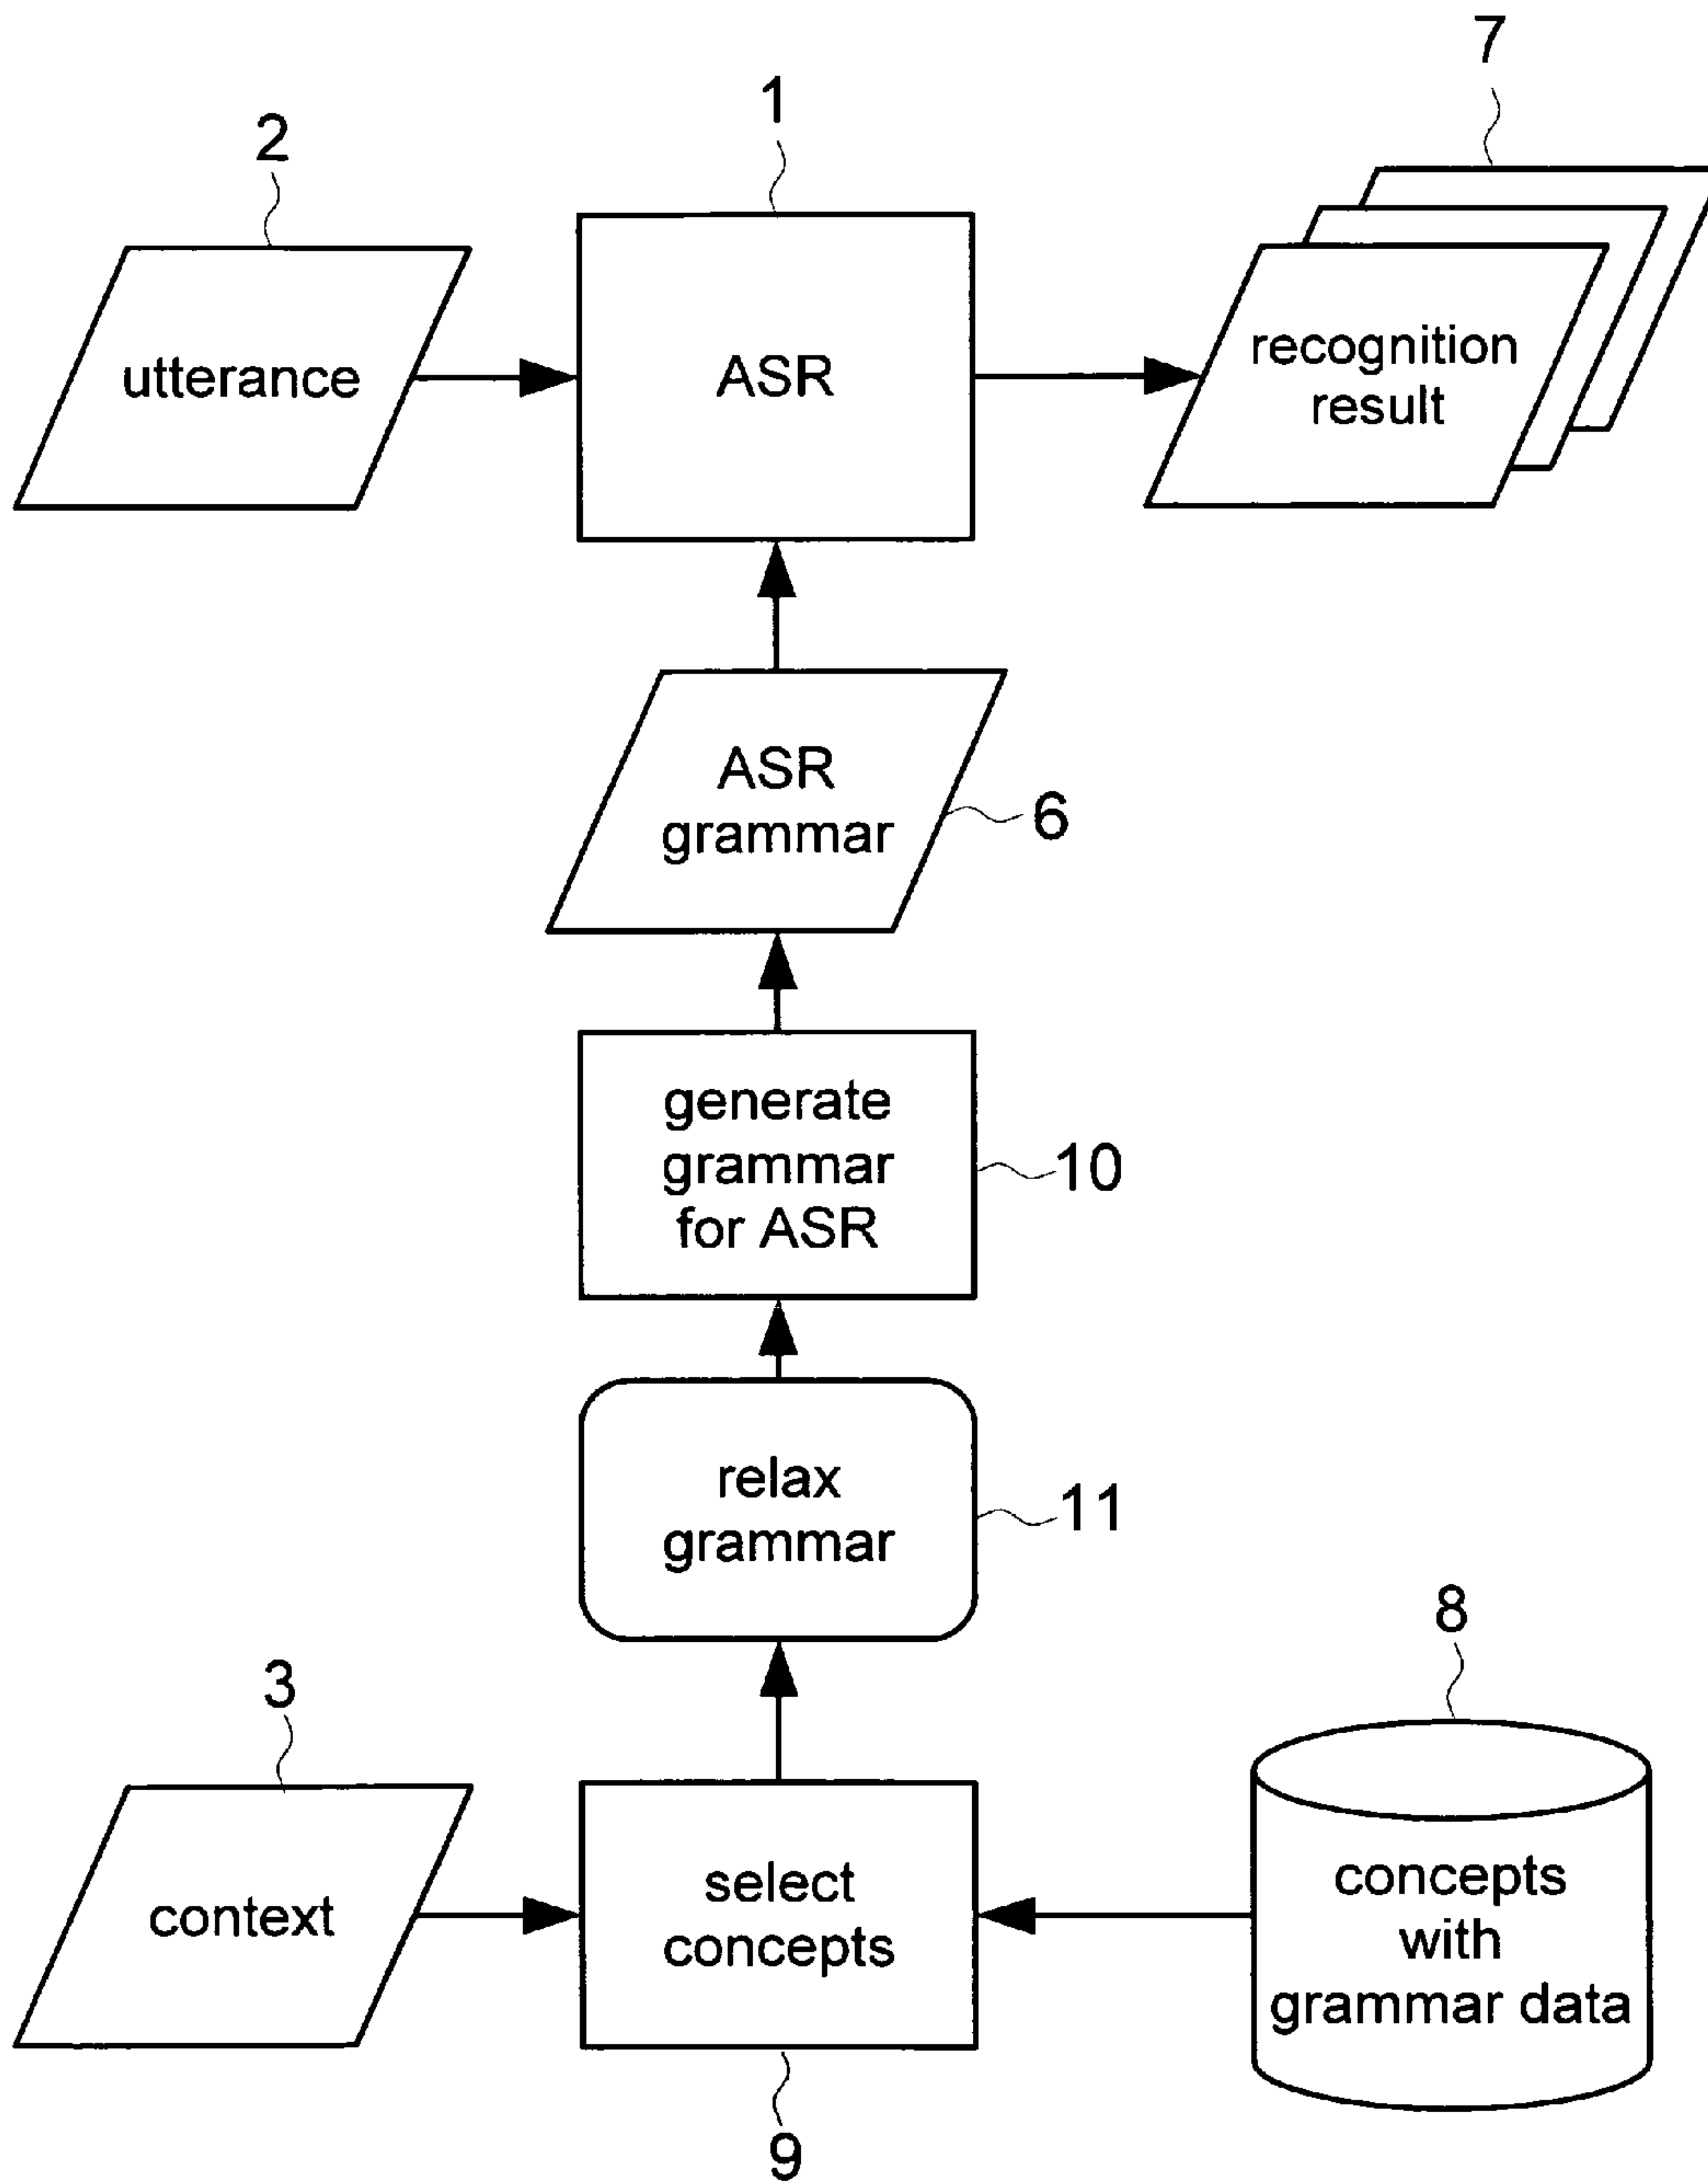 7
1
2
utterance
ASR
recognition
result
ASR
grammar
6
generate
grammar
for ASR
10
relax
grammar
11
8
3
context
select
concepts
concepts
with
grammar data
9